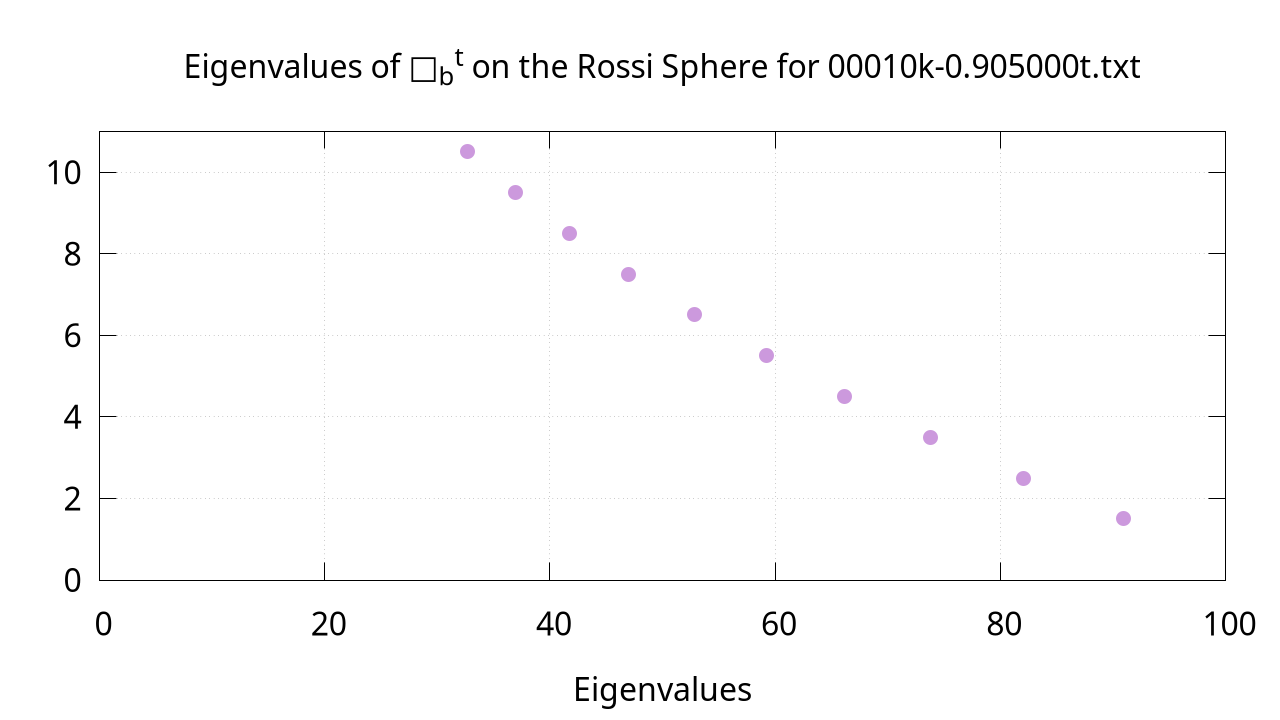 Eigenvalues of □b^t on the Rossi Sphere for 00010k-0.905000t.txt
10
8
6
4
2
0
0 20 40 60 80 100
Eigenvalues